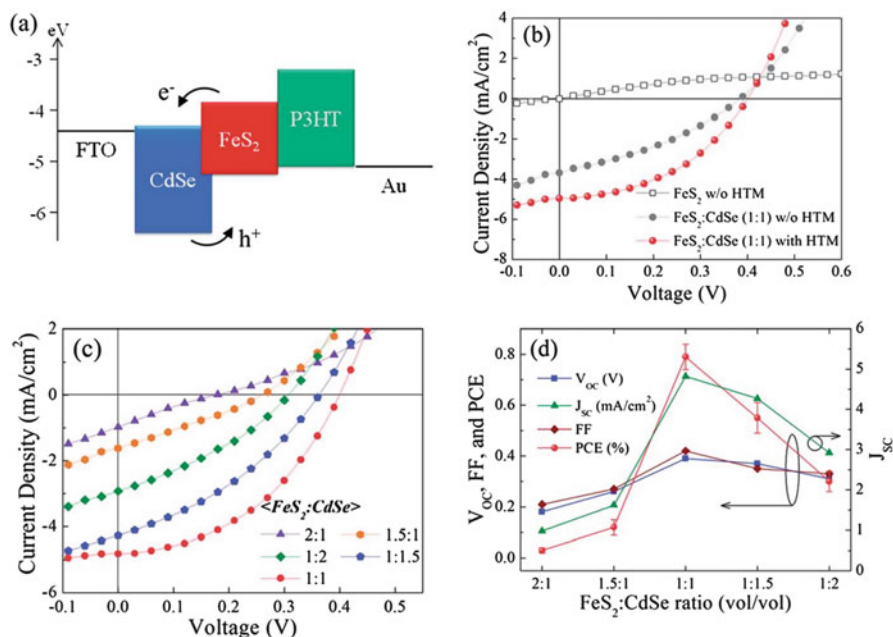 (a)
eV
-3
-4
-5
-6
FTO
CdSe
e⁻
FeS₂
P3HT
h⁺
Au
(b)
Current Density (mA/cm²)
4
2
0
-2
-4
-6
-8
FeS₂ w/o HTM
FeS₂:CdSe (1:1) w/o HTM
FeS₂:CdSe (1:1) with HTM
-0.1 0.0 0.1 0.2 0.3 0.4 0.5 0.6
Voltage (V)
(c)
Current Density (mA/cm²)
2
0
-2
-4
-6
<FeS₂:CdSe>
2:1 1.5:1
1:2 1:1.5
1:1
-0.1 0.0 0.1 0.2 0.3 0.4 0.5
Voltage (V)
(d)
V_OC, FF, and PCE
0.8
0.6
0.4
0.2
0.0
V_OC (V)
J_SC (mA/cm²)
FF
PCE (%)
6
5
4
3
2
1
0
J_SC
2:1 1.5:1 1:1 1:1.5 1:2
FeS₂:CdSe ratio (vol/vol)